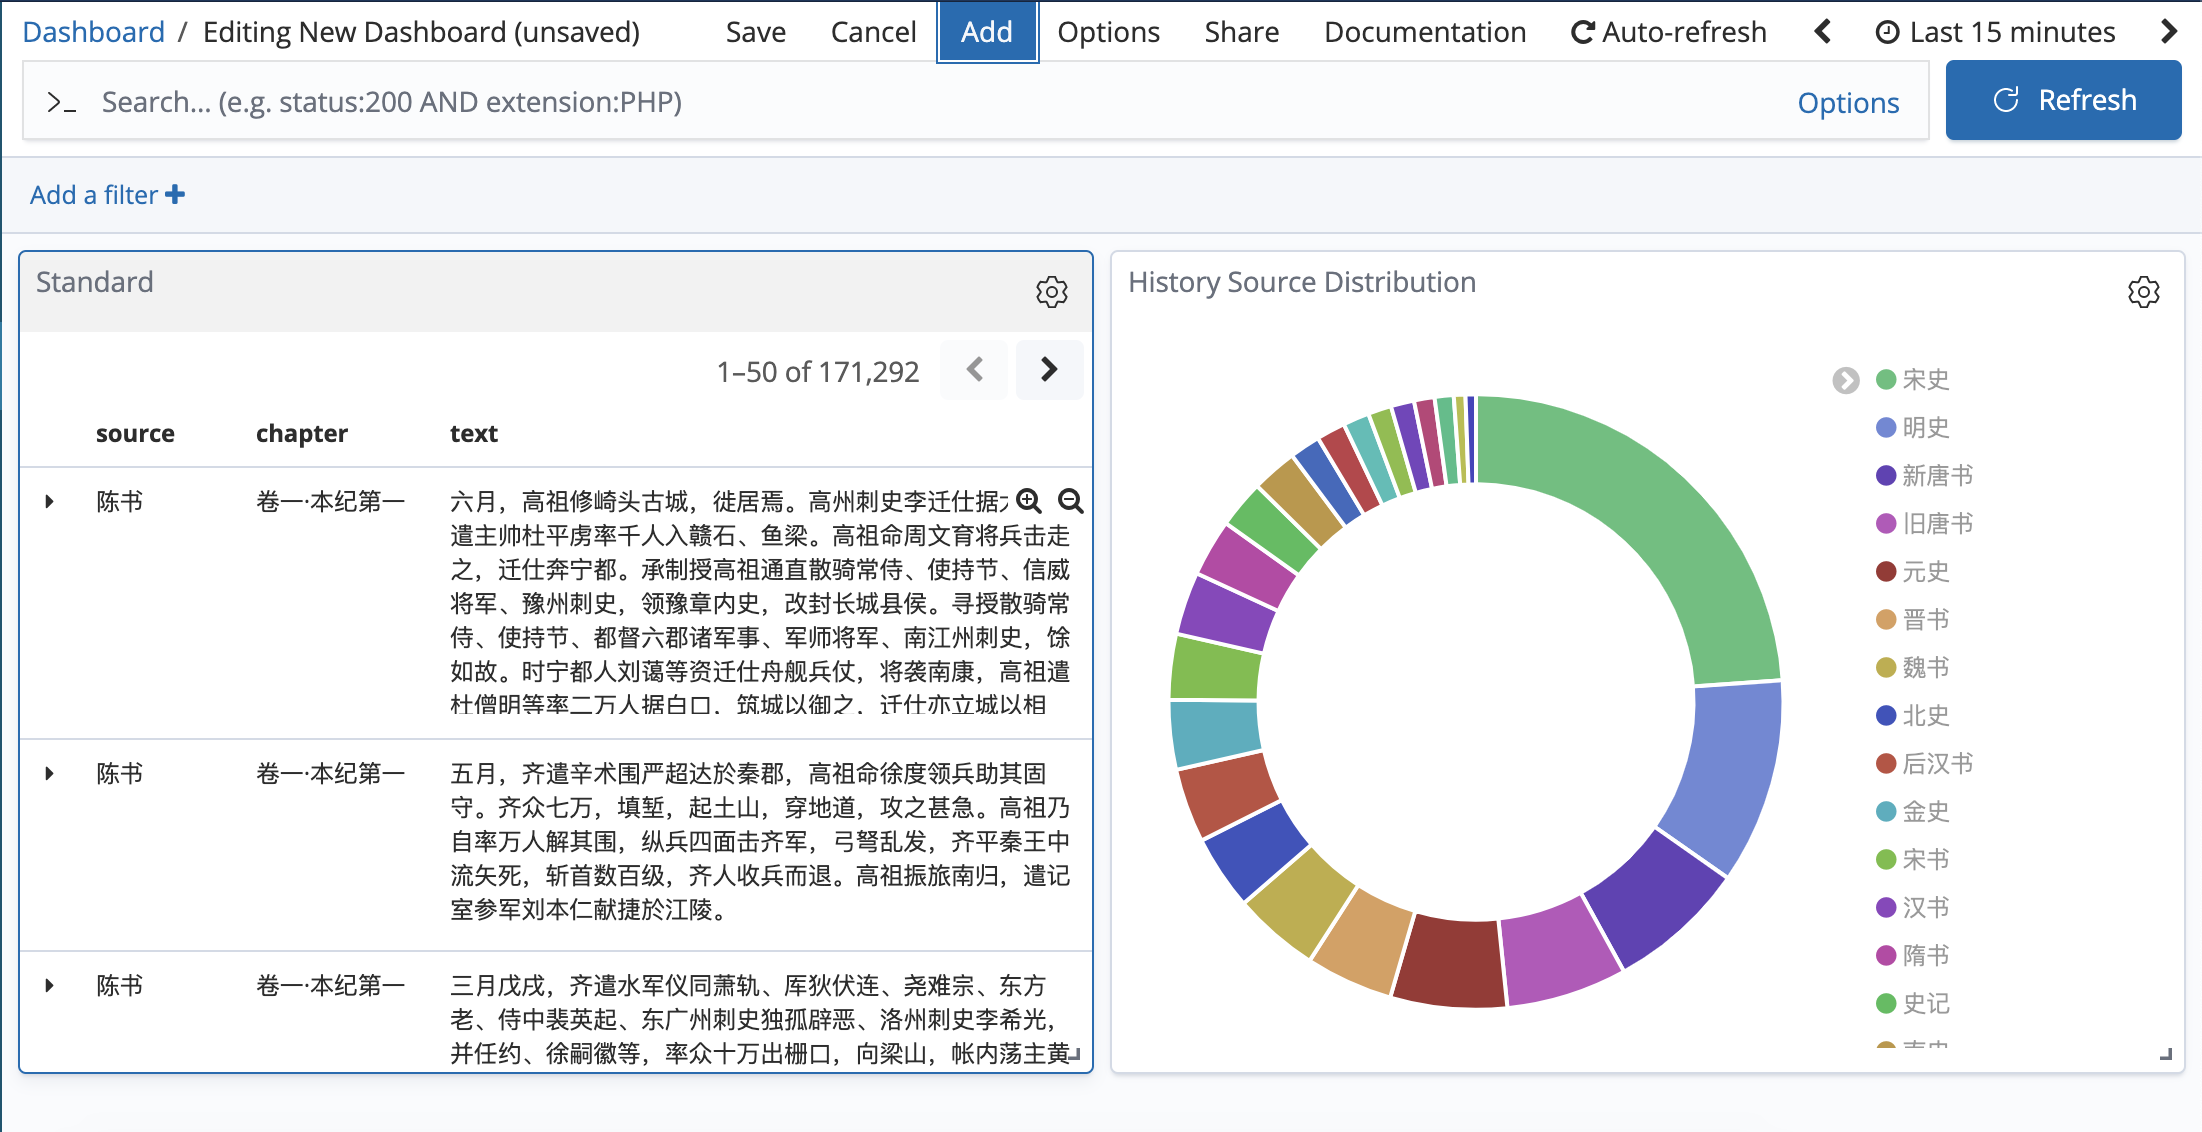 Dashboard / Editing New Dashboard (unsaved) Save Cancel Add Options Share Documentation Auto-refresh Last 15 minutes
>_ Search... (e.g. status:200 AND extension:PHP) Options Refresh
Add a filter
Standard
1–50 of 171,292
source chapter text
陈书 卷一·本纪第一 六月，高祖修崎头古城，徙居焉。高州刺史李迁仕据
遣主帅杜平虏率千人入赣石、鱼梁。高祖命周文育将兵击走
之，迁仕奔宁都。承制授高祖通直散骑常侍、使持节、信威
将军、豫州刺史，领豫章内史，改封长城县侯。寻授散骑常
侍、使持节、都督六郡诸军事、军师将军、南江州刺史，馀
如故。时宁都人刘蔼等资迁仕舟舰兵仗，将袭南康，高祖遣
杜僧明等率二万人据白口，筑城以御之，迁仕亦立城以相
陈书 卷一·本纪第一 五月，齐遣辛术围严超达於秦郡，高祖命徐度领兵助其固
守。齐众七万，填堑，起土山，穿地道，攻之甚急。高祖乃
自率万人解其围，纵兵四面击齐军，弓弩乱发，齐平秦王中
流矢死，斩首数百级，齐人收兵而退。高祖振旅南归，遣记
室参军刘本仁献捷於江陵。
陈书 卷一·本纪第一 三月戊戌，齐遣水军仪同萧轨、厍狄伏连、尧难宗、东方
老、侍中裴英起、东广州刺史独孤辟恶、洛州刺史李希光，
并任约、徐嗣徽等，率众十万出栅口，向梁山，帐内荡主黄
History Source Distribution
宋史
明史
新唐书
旧唐书
元史
晋书
魏书
北史
后汉书
金史
宋书
汉书
隋书
史记